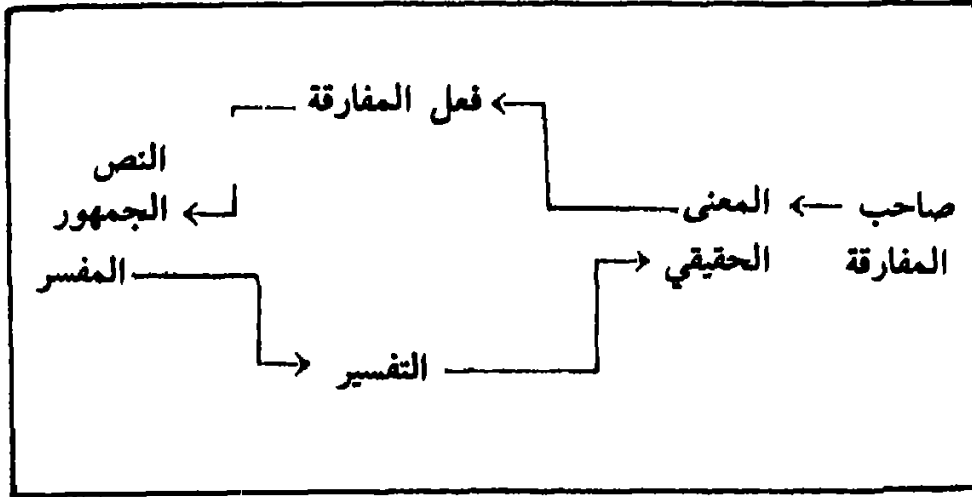 فعل المفارقة
النص
صاحب المعنى الجمهور
المفارقة الحقيقي المفسر
التفسير